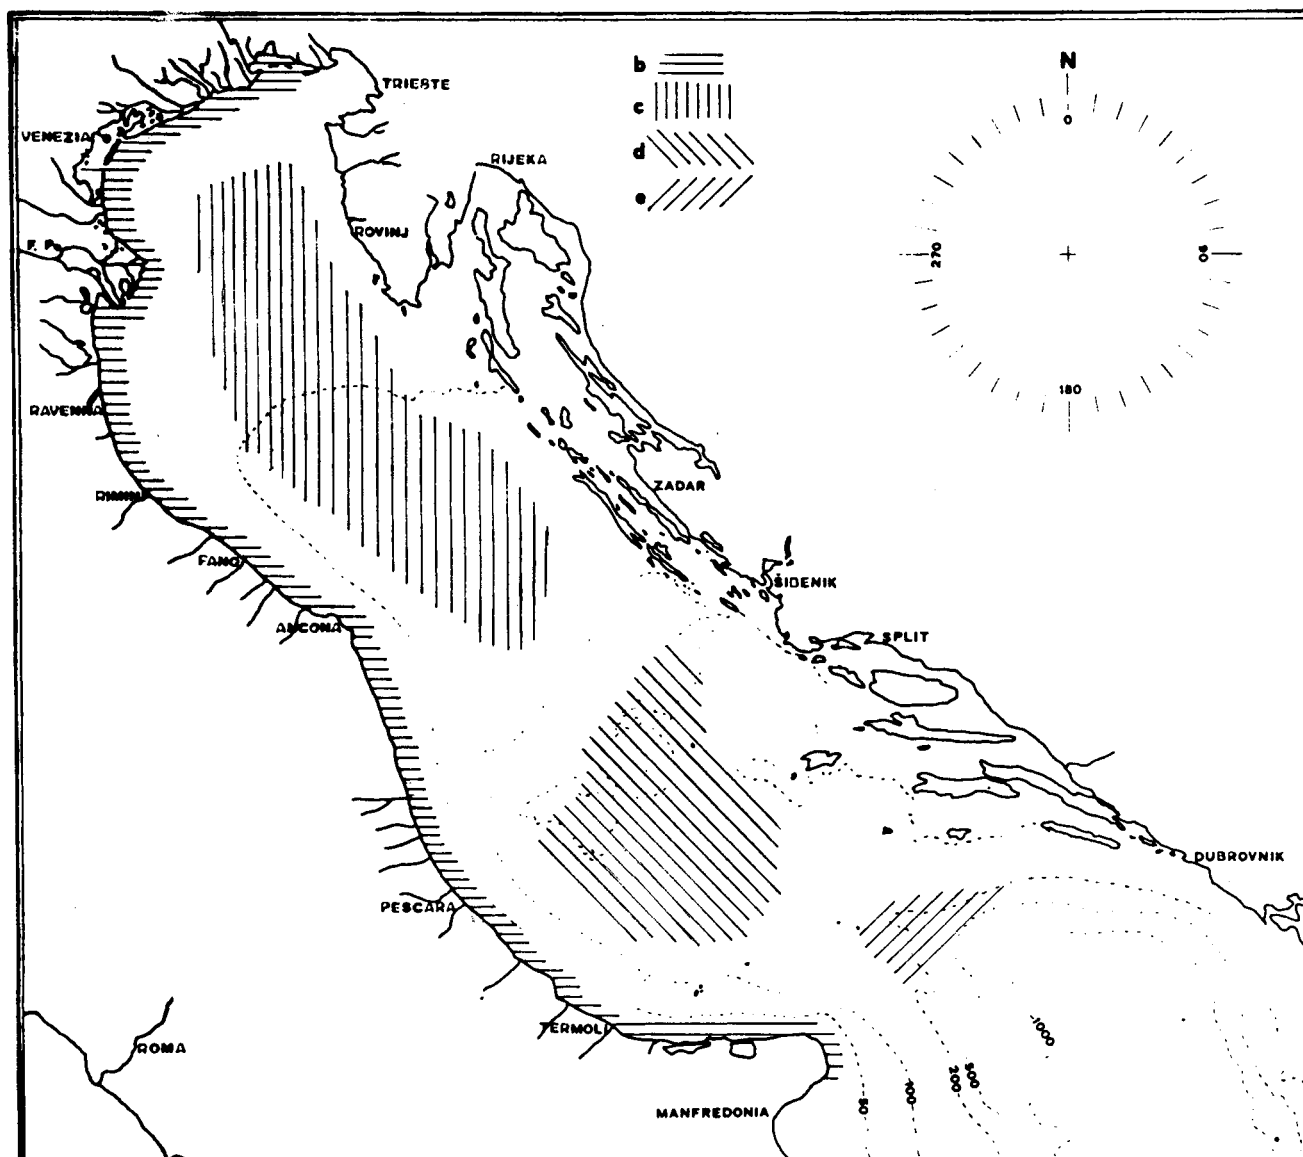 b
N
TRIESTE
c
0
VENEZIA
d
RIJEKA
e
F. Po
ROVINJ
270
90
180
RAVENNA
ZADAR
RIMINI
FANO
ŠIBENIK
ANCONA
SPLIT
DUBROVNIK
PESCARA
TERMOLI
1000
ROMA
500
200
100
50
MANFREDONIA